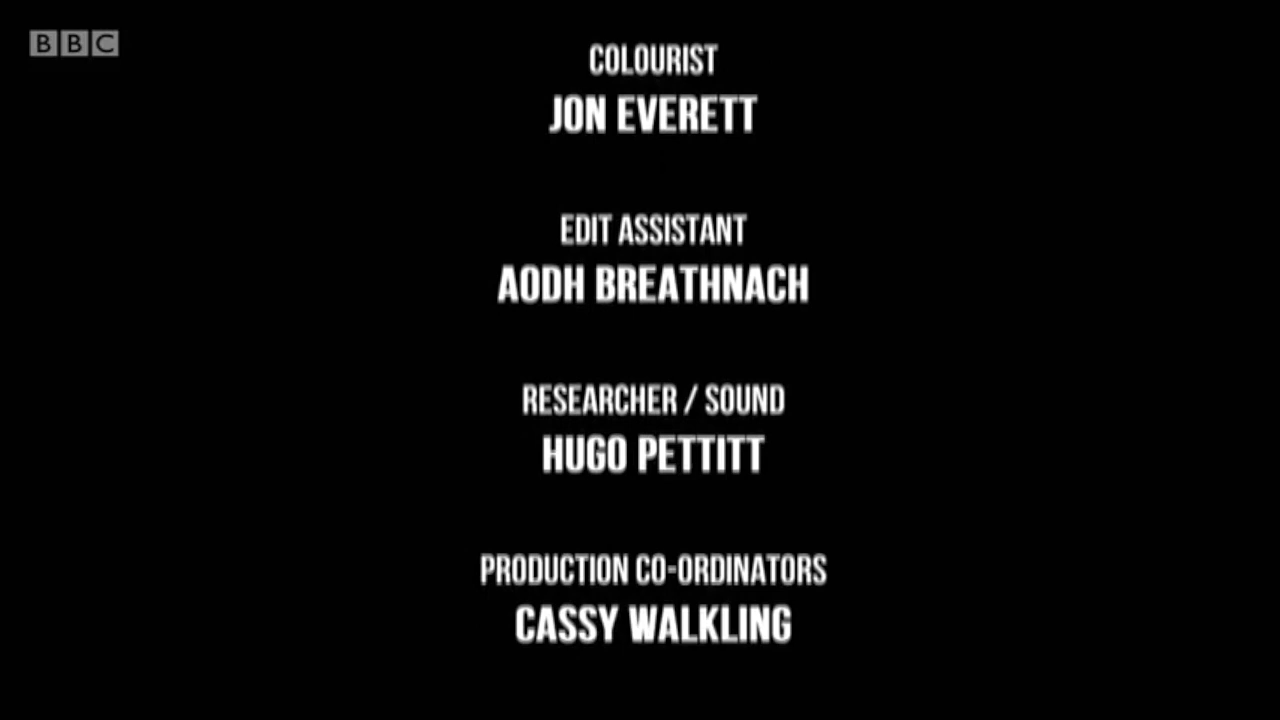 BBC
COLOURIST
JON EVERETT
EDIT ASSISTANT
AODH BREATHNACH
RESEARCHER / SOUND
HUGO PETTITT
PRODUCTION CO-ORDINATORS
CASSY WALKLING